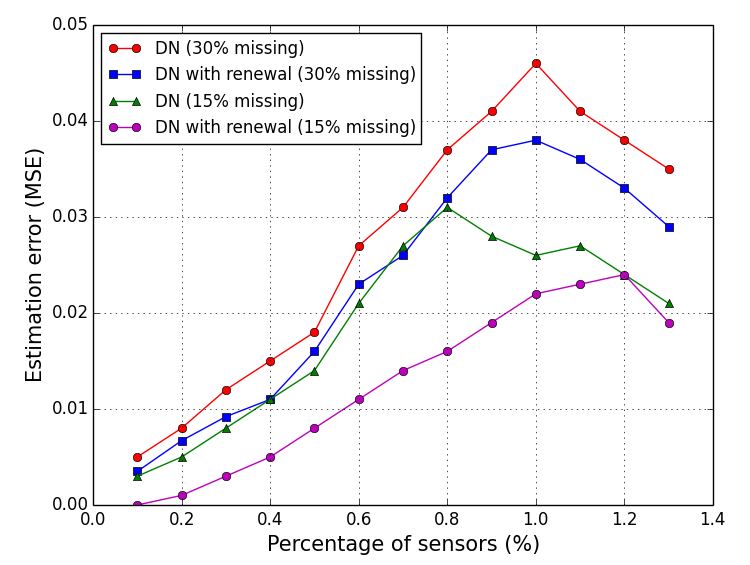 0.05
0.04
0.03
0.02
0.01
0.00
Estimation error (MSE)
DN (30% missing)
DN with renewal (30% missing)
DN (15% missing)
DN with renewal (15% missing)
0.0 0.2 0.4 0.6 0.8 1.0 1.2 1.4
Percentage of sensors (%)